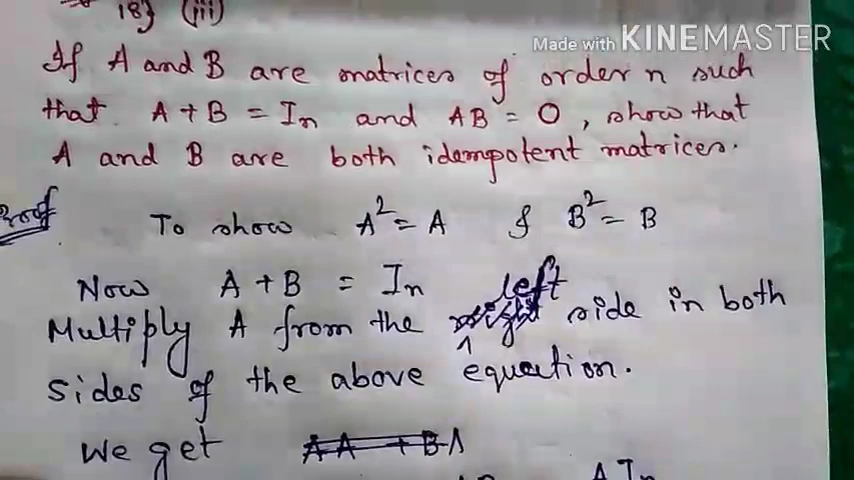 18} (iii)
Made with KINEMASTER
If A and B are matrices of order n such
that A + B = In and AB = O, show that
A and B are both idempotent matrices.
Proof
To show A² = A & B² = B
Now A + B = In
left
Multiply A from the right side in both
sides of the above equation.
We get AA + BA
A In